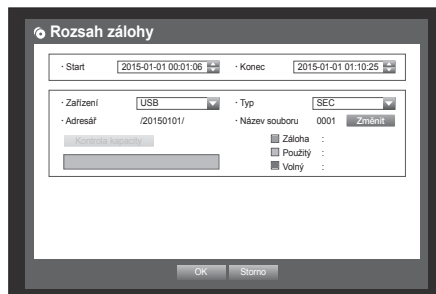 Rozsah zálohy
· Start 2015-01-01 00:01:06 · Konec 2015-01-01 01:10:25
· Zařízení USB · Typ SEC
· Adresář /20150101/ · Název souboru 0001 Změnit
Kontrola kapacity Záloha :
Použitý :
Volný :
OK Storno